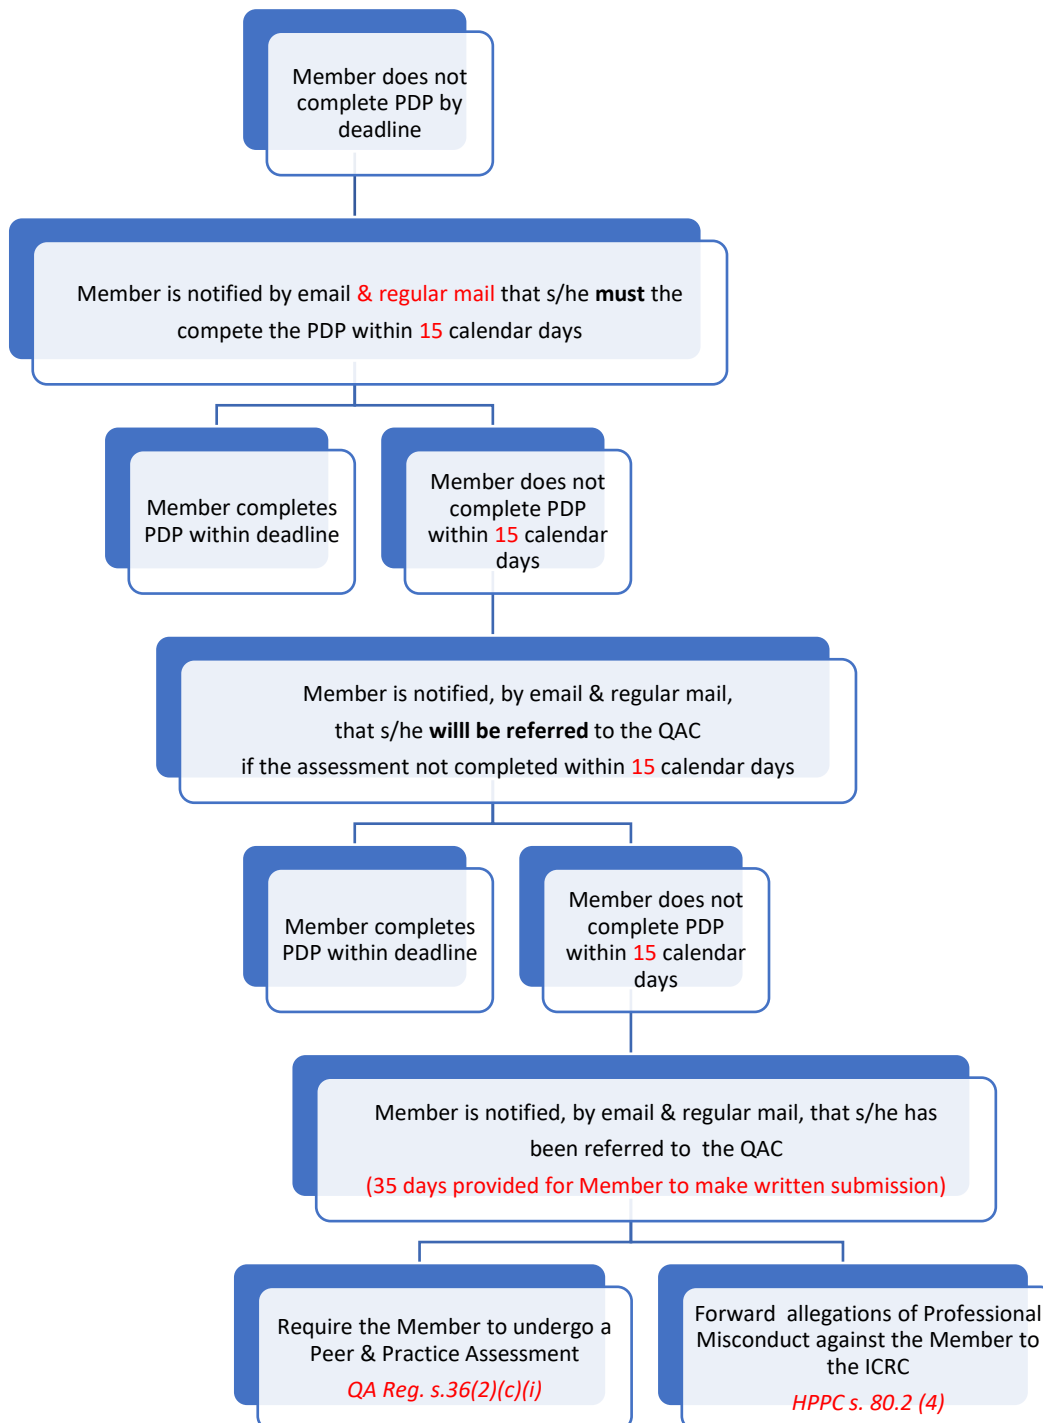 Member does not
complete PDP by
deadline
Member is notified by email & regular mail that s/he must the
compete the PDP within 15 calendar days
Member completes
PDP within deadline
Member does not
complete PDP
within 15 calendar
days
Member is notified, by email & regular mail,
that s/he willl be referred to the QAC
if the assessment not completed within 15 calendar days
Member completes
PDP within deadline
Member does not
complete PDP
within 15 calendar
days
Member is notified, by email & regular mail, that s/he has
been referred to the QAC
(35 days provided for Member to make written submission)
Require the Member to undergo a
Peer & Practice Assessment
QA Reg. s.36(2)(c)(i)
Forward allegations of Professional
Misconduct against the Member to
the ICRC
HPPC s. 80.2 (4)